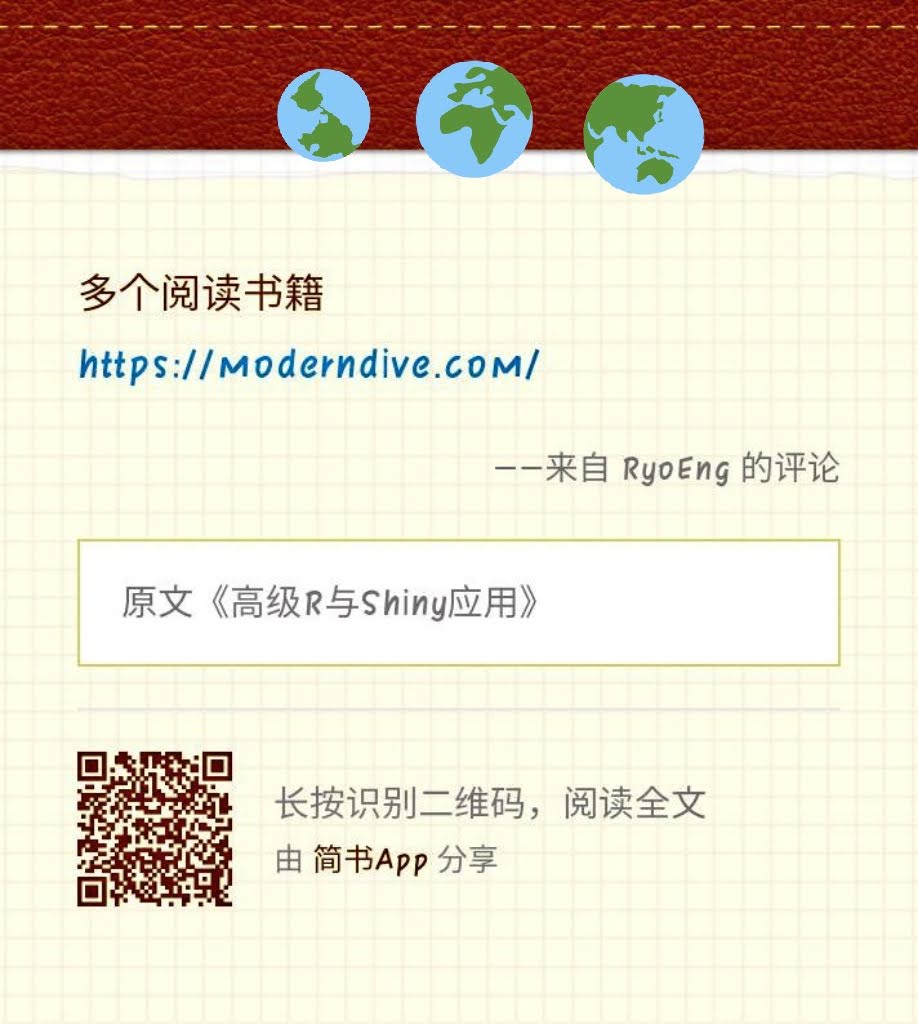 多个阅读书籍
https://moderndive.com/
——来自 RyoEng 的评论
原文《高级R与Shiny应用》
长按识别二维码，阅读全文
由 简书App 分享